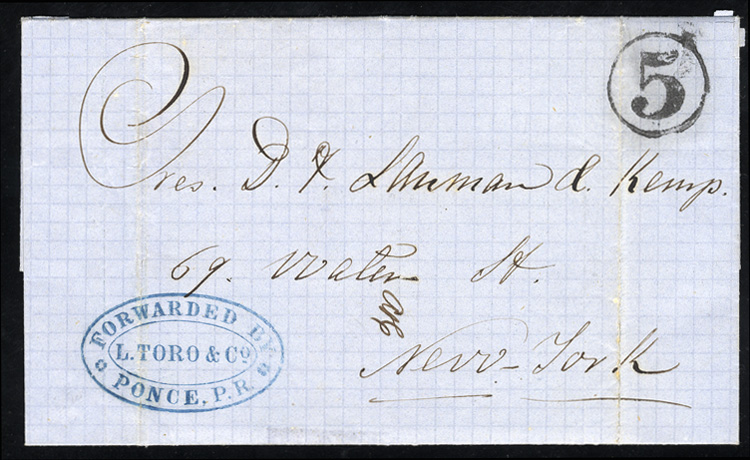 5
Sres. D. T. Lanman & Kemp.
69. Water St.
New-York
FORWARDED BY
L. TORO & Co
PONCE, P.R.